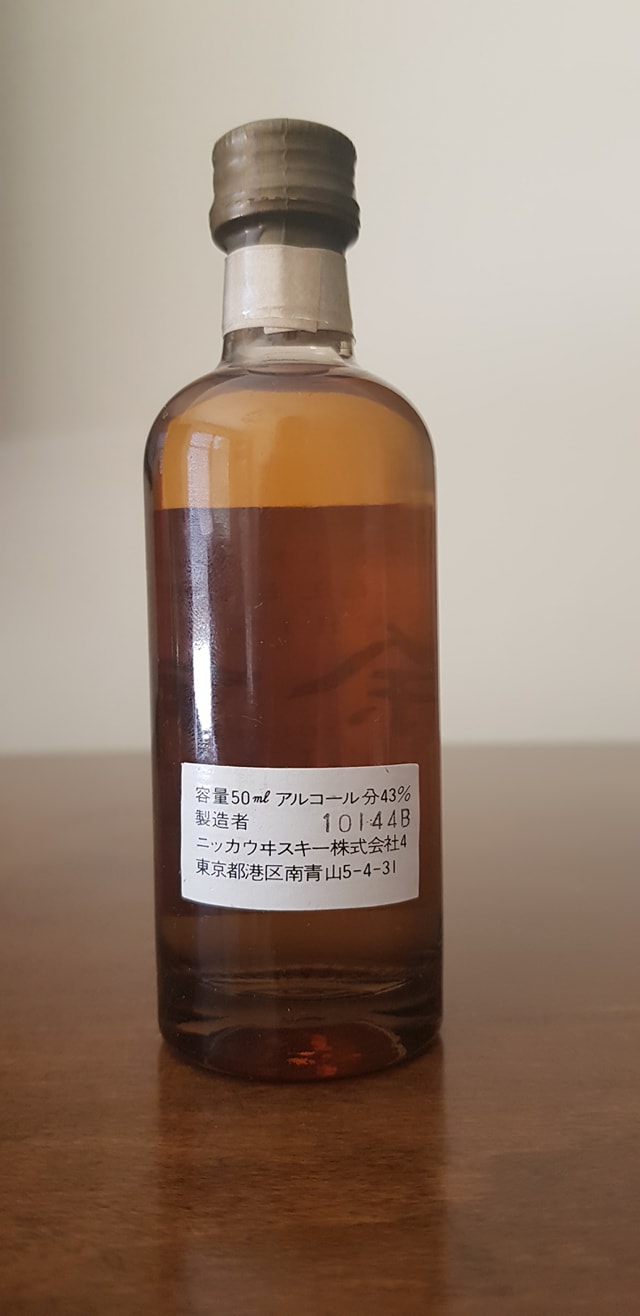 容量50ml アルコール分43%
製造者 10144B
ニッカウヰスキー株式会社4
東京都港区南青山5-4-31